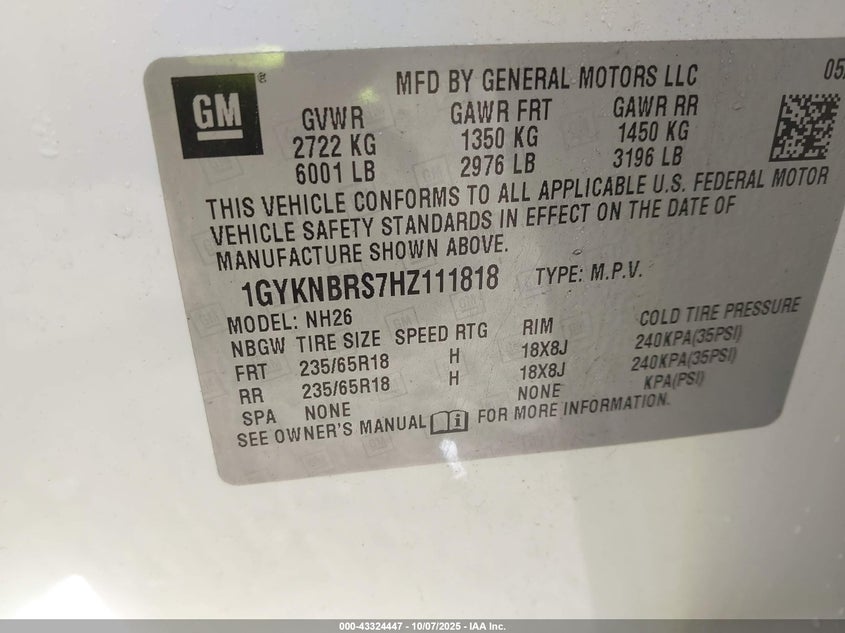 GM
®
MFD BY GENERAL MOTORS LLC
GVWR GAWR FRT GAWR RR
2722 KG 1350 KG 1450 KG
6001 LB 2976 LB 3196 LB
THIS VEHICLE CONFORMS TO ALL APPLICABLE U.S. FEDERAL MOTOR
VEHICLE SAFETY STANDARDS IN EFFECT ON THE DATE OF
MANUFACTURE SHOWN ABOVE.
1GYKNBRS7HZ111818 TYPE: M.P.V.
MODEL: NH26
NBGW TIRE SIZE SPEED RTG RIM COLD TIRE PRESSURE
FRT 235/65R18 H 18X8J 240KPA(35PSI)
RR 235/65R18 H 18X8J 240KPA(35PSI)
SPA NONE NONE KPA(PSI)
SEE OWNER'S MANUAL FOR MORE INFORMATION.
000-43324447 - 10/07/2025 - IAA Inc.